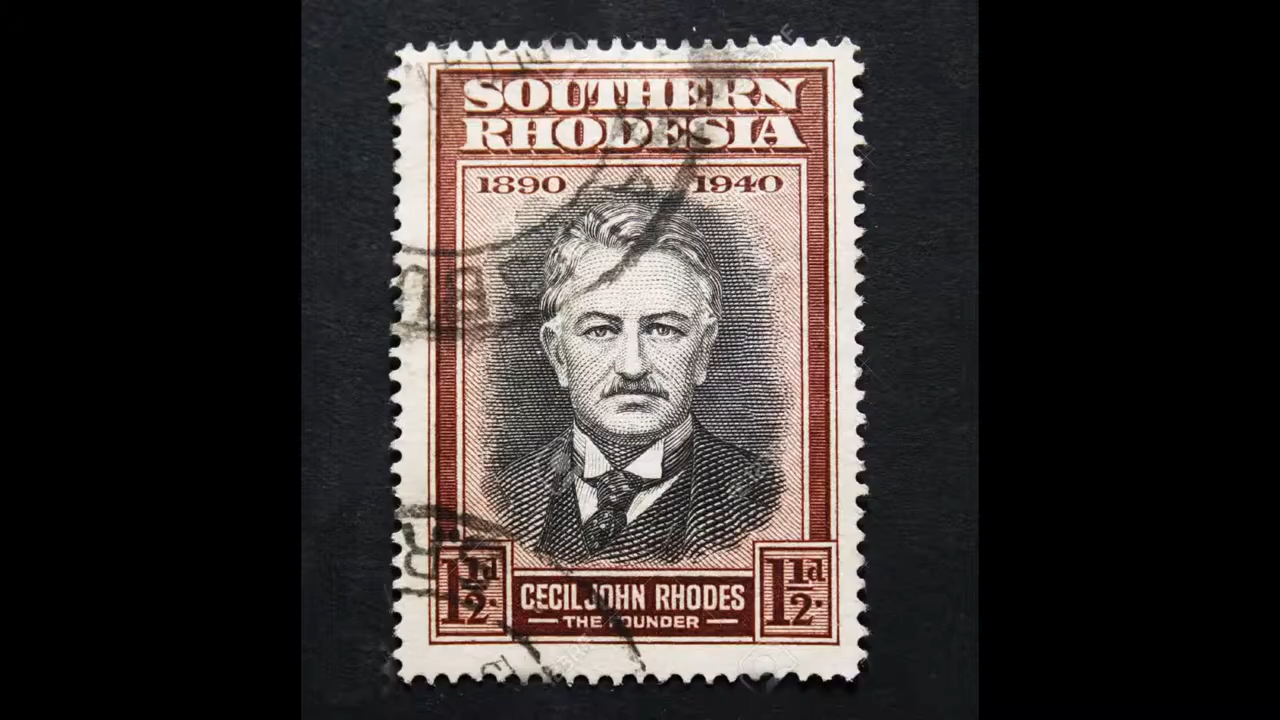 SOUTHERN
RHODESIA
1890 1940
1½d. 1½d.
CECIL JOHN RHODES
— THE FOUNDER —